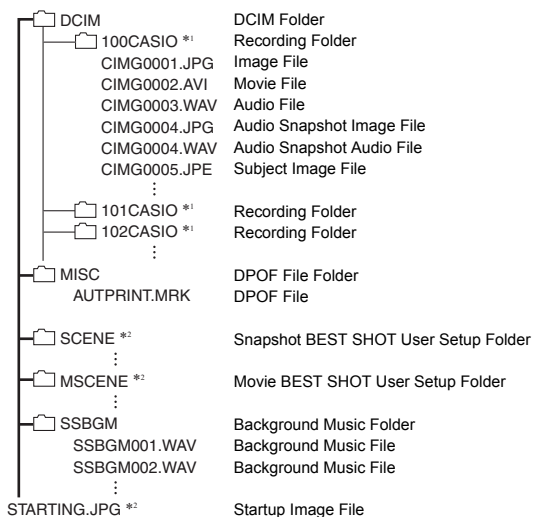 DCIM DCIM Folder
100CASIO *1 Recording Folder
CIMG0001.JPG Image File
CIMG0002.AVI Movie File
CIMG0003.WAV Audio File
CIMG0004.JPG Audio Snapshot Image File
CIMG0004.WAV Audio Snapshot Audio File
CIMG0005.JPE Subject Image File
101CASIO *1 Recording Folder
102CASIO *1 Recording Folder
MISC DPOF File Folder
AUTPRINT.MRK DPOF File
SCENE *2 Snapshot BEST SHOT User Setup Folder
MSCENE *2 Movie BEST SHOT User Setup Folder
SSBGM Background Music Folder
SSBGM001.WAV Background Music File
SSBGM002.WAV Background Music File
STARTING.JPG *2 Startup Image File